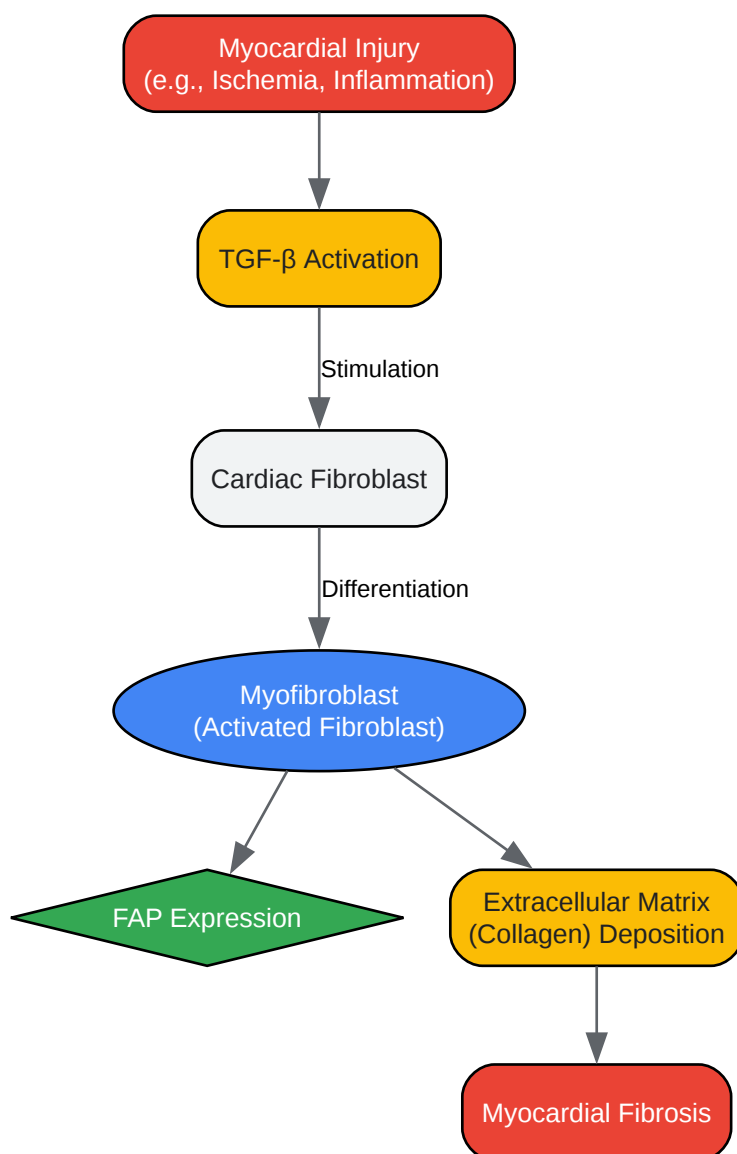 Myocardial Injury
(e.g., Ischemia, Inflammation)
TGF-β Activation
Stimulation
Cardiac Fibroblast
Differentiation
Myofibroblast
(Activated Fibroblast)
FAP Expression
Extracellular Matrix
(Collagen) Deposition
Myocardial Fibrosis